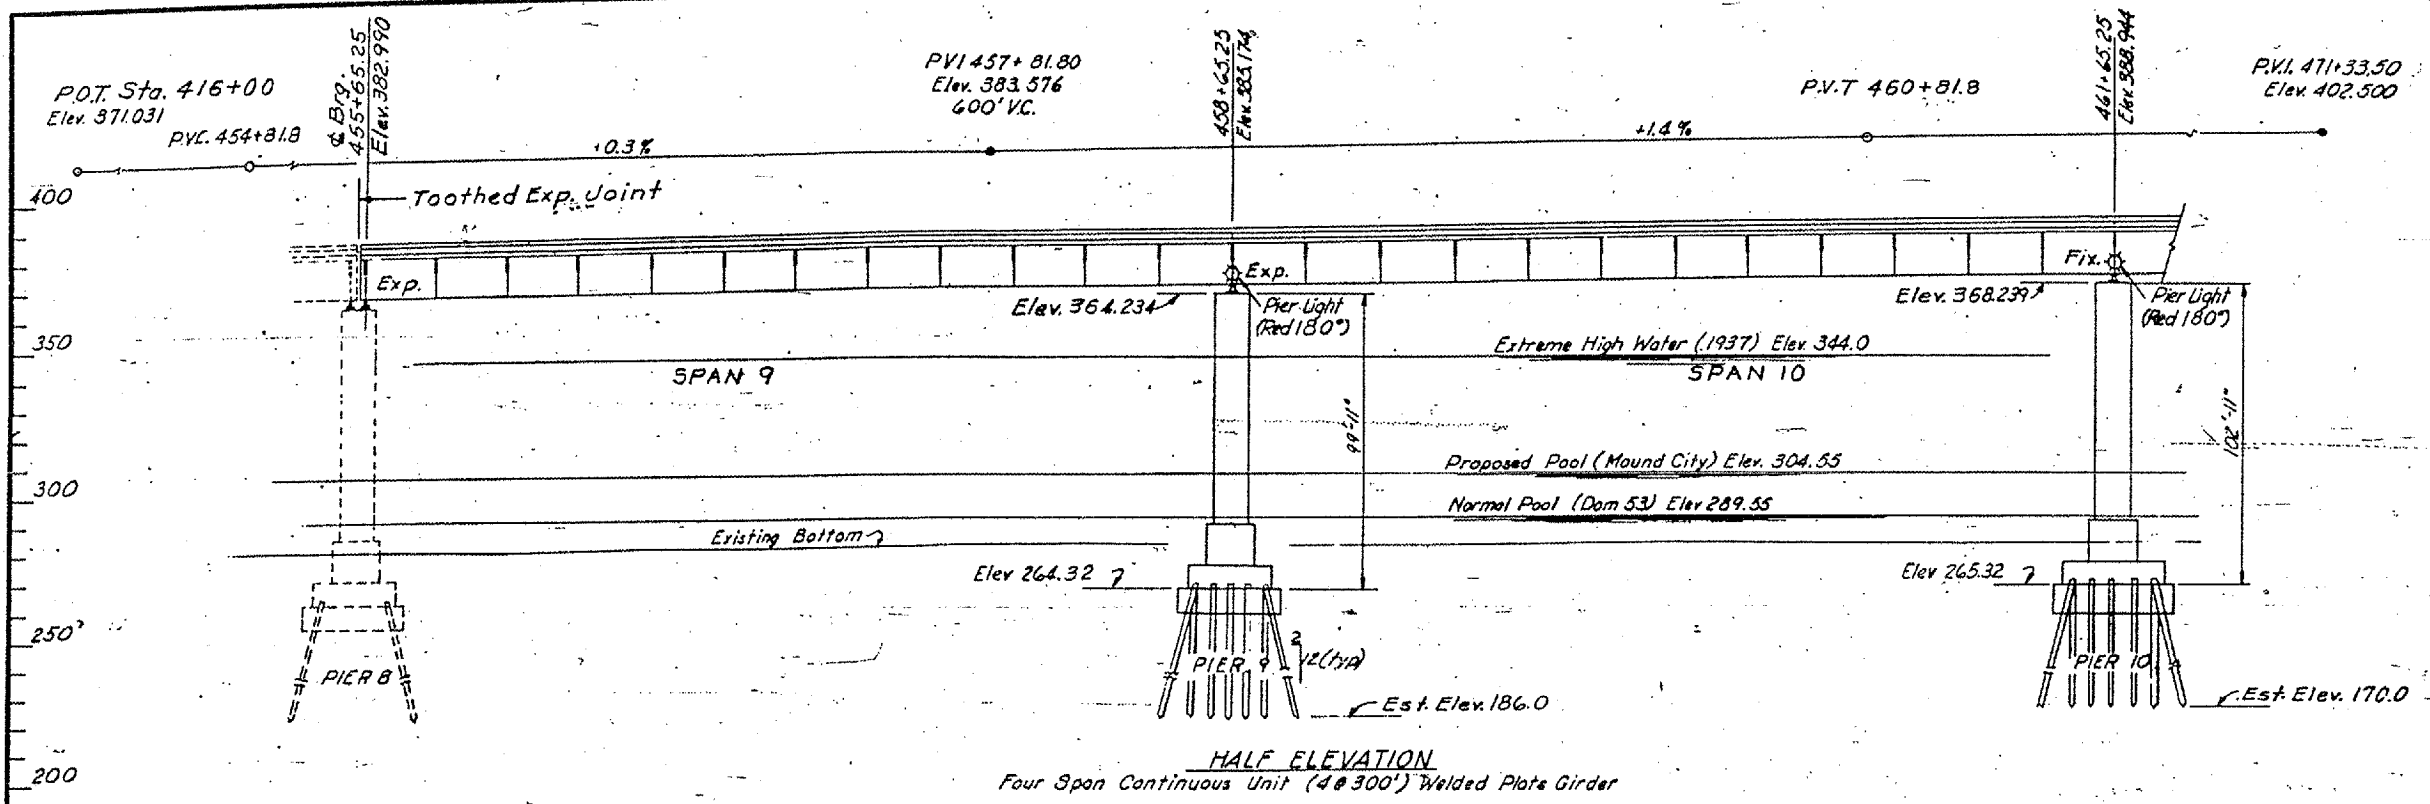 P.O.T. Sta. 416+00
Elev. 371.031
P.V.C. 454+81.8
℄ Brg.
455+65.25
Elev. 382.990
PVI 457+81.80
Elev. 383.576
600' V.C.
458+65.25
Elev. 385.174
P.V.T 460+81.8
461+65.25
Elev. 388.944
P.V.I. 471+33.50
Elev. 402.500
+0.3%
+1.4%
Toothed Exp. Joint
400
350
300
250
200
Exp.
Exp.
Fix.
Elev. 364.234
Pier Light
(Red 180°)
Elev. 368.239
Pier Light
(Red 180°)
Extreme High Water (1937) Elev. 344.0
SPAN 9
SPAN 10
99'-11"
102'-11"
Proposed Pool (Mound City) Elev. 304.55
Normal Pool (Dam 53) Elev 289.55
Existing Bottom
Elev 264.32
Elev 265.32
PIER 8
PIER 9
2
12 (typ)
PIER 10
Est. Elev. 186.0
Est. Elev. 170.0
HALF ELEVATION
Four Span Continuous Unit (4 @ 300') Welded Plate Girder